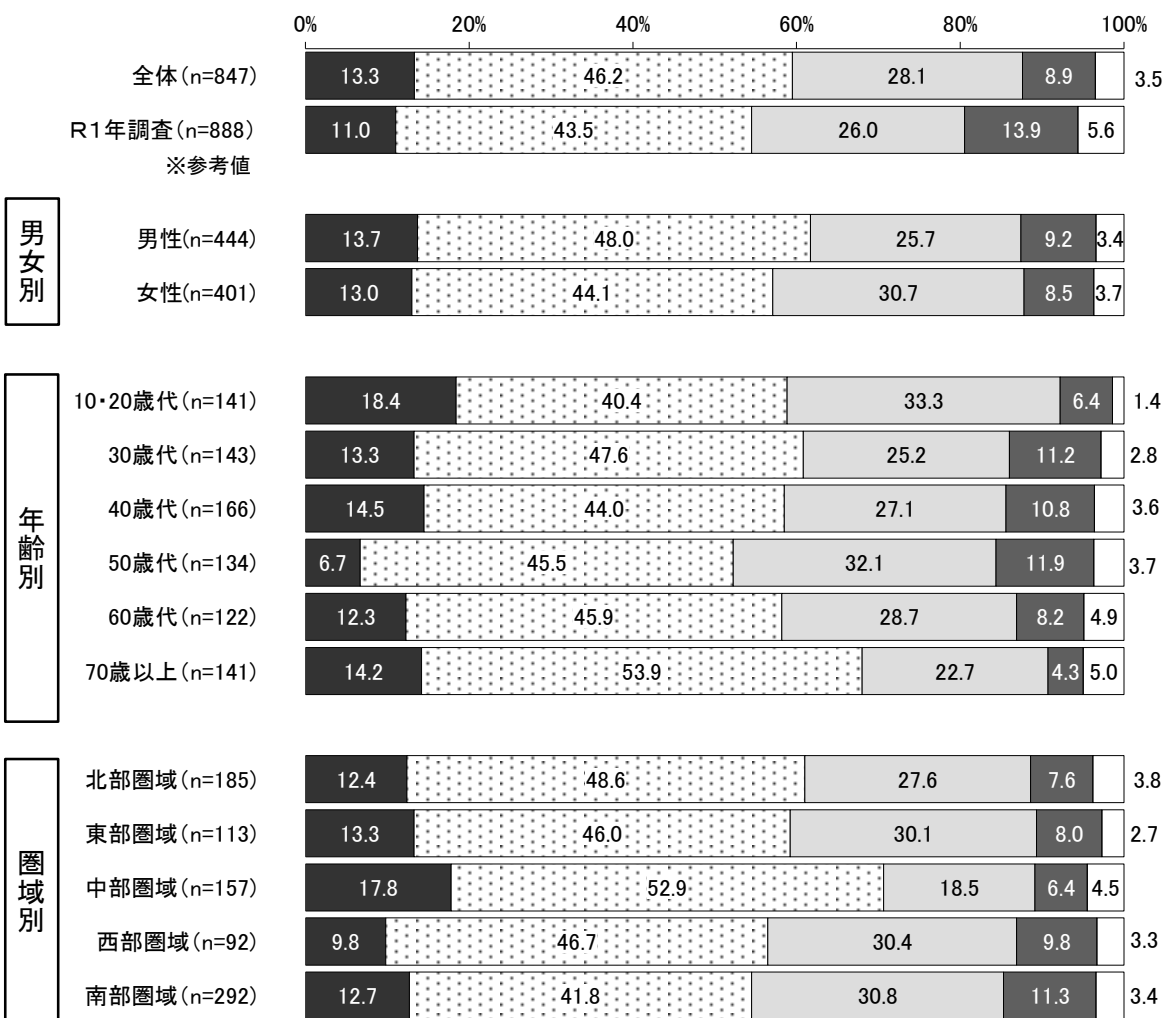 0% 20% 40% 60% 80% 100%
全体(n=847) 13.3 46.2 28.1 8.9 3.5
R1年調査(n=888) 11.0 43.5 26.0 13.9 5.6
※参考値
男女別
男性(n=444) 13.7 48.0 25.7 9.2 3.4
女性(n=401) 13.0 44.1 30.7 8.5 3.7
年齢別
10・20歳代(n=141) 18.4 40.4 33.3 6.4 1.4
30歳代(n=143) 13.3 47.6 25.2 11.2 2.8
40歳代(n=166) 14.5 44.0 27.1 10.8 3.6
50歳代(n=134) 6.7 45.5 32.1 11.9 3.7
60歳代(n=122) 12.3 45.9 28.7 8.2 4.9
70歳以上(n=141) 14.2 53.9 22.7 4.3 5.0
圏域別
北部圏域(n=185) 12.4 48.6 27.6 7.6 3.8
東部圏域(n=113) 13.3 46.0 30.1 8.0 2.7
中部圏域(n=157) 17.8 52.9 18.5 6.4 4.5
西部圏域(n=92) 9.8 46.7 30.4 9.8 3.3
南部圏域(n=292) 12.7 41.8 30.8 11.3 3.4